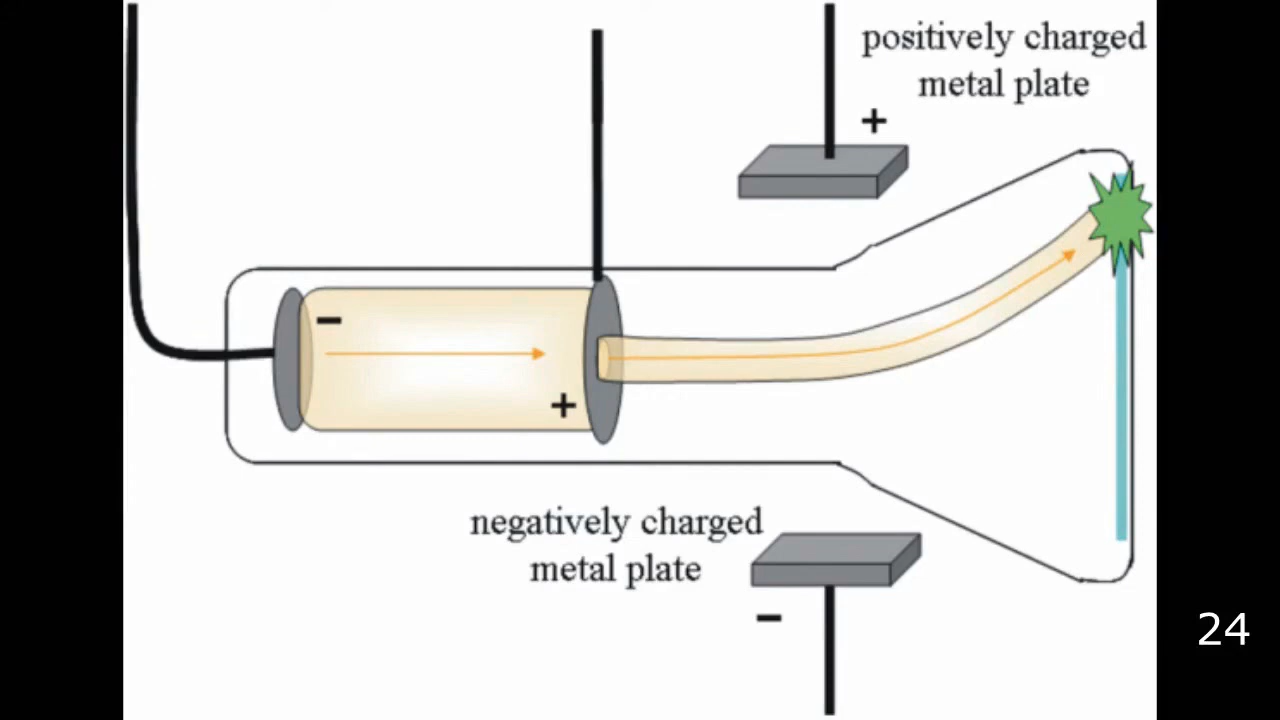 positively charged
metal plate
+
−
+
negatively charged
metal plate
−
24